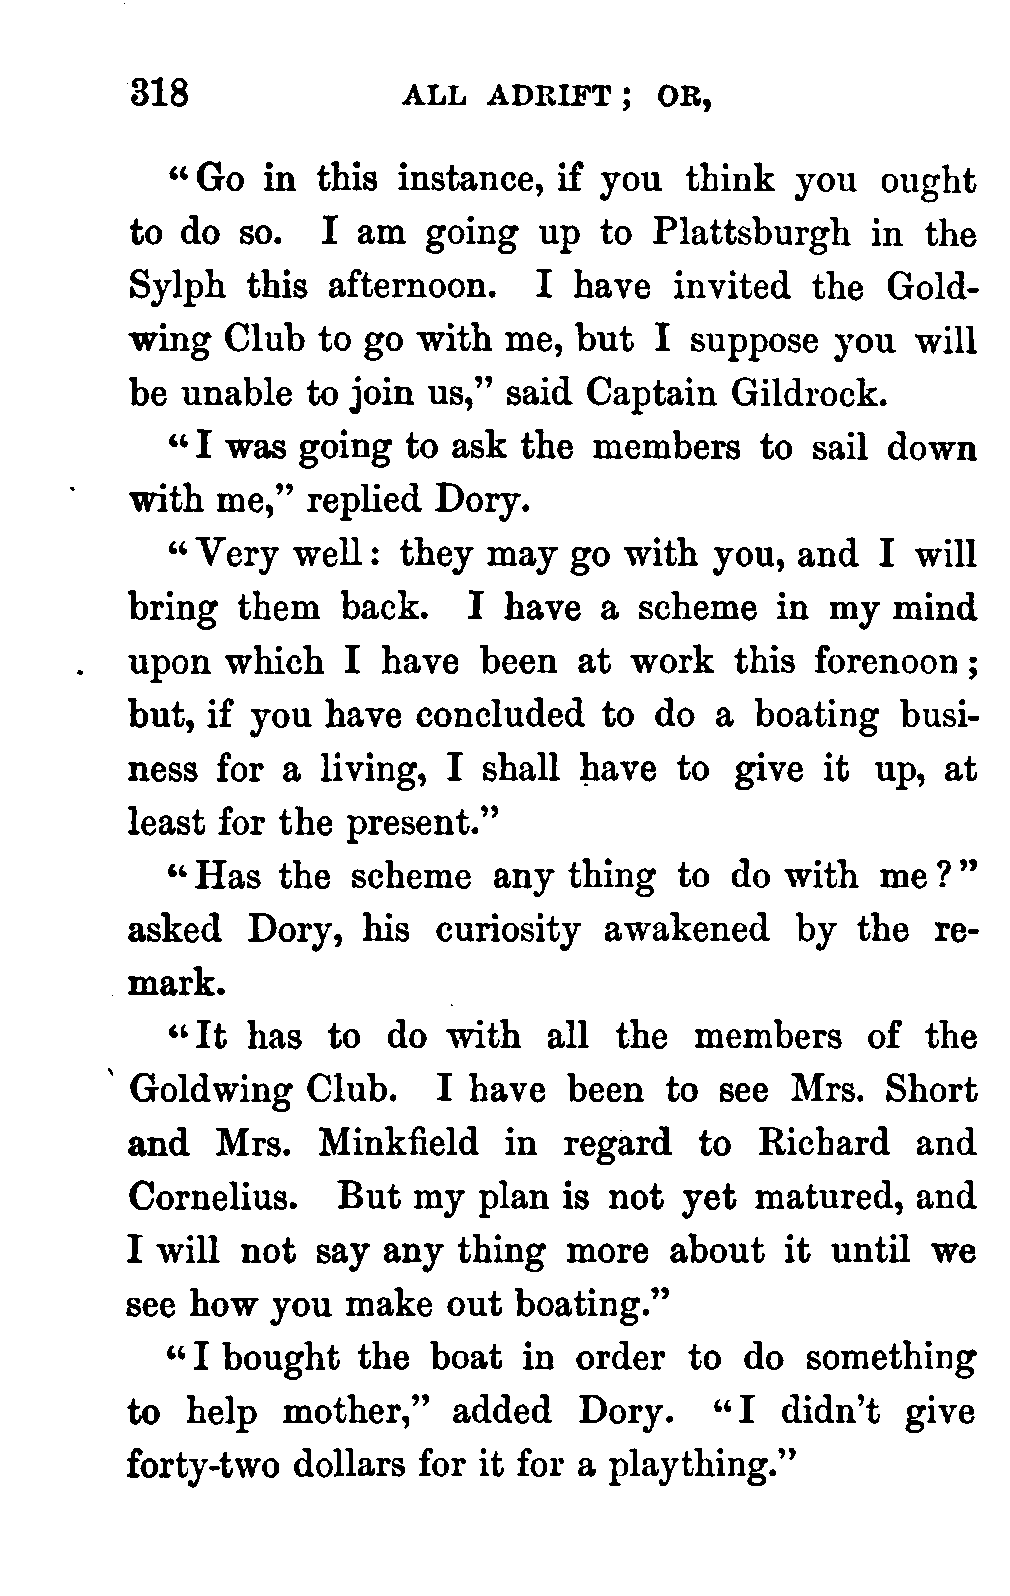 318 ALL ADRIFT; OR,
“Go in this instance, if you think you ought
to do so. I am going up to Plattsburgh in the
Sylph this afternoon. I have invited the Gold-
wing Club to go with me, but I suppose you will
be unable to join us,” said Captain Gildrock.
“I was going to ask the members to sail down
with me,” replied Dory.
“Very well: they may go with you, and I will
bring them back. I have a scheme in my mind
upon which I have been at work this forenoon;
but, if you have concluded to do a boating busi-
ness for a living, I shall have to give it up, at
least for the present.”
“Has the scheme any thing to do with me?”
asked Dory, his curiosity awakened by the re-
mark.
“It has to do with all the members of the
Goldwing Club. I have been to see Mrs. Short
and Mrs. Minkfield in regard to Richard and
Cornelius. But my plan is not yet matured, and
I will not say any thing more about it until we
see how you make out boating.”
“I bought the boat in order to do something
to help mother,” added Dory. “I didn’t give
forty-two dollars for it for a plaything.”